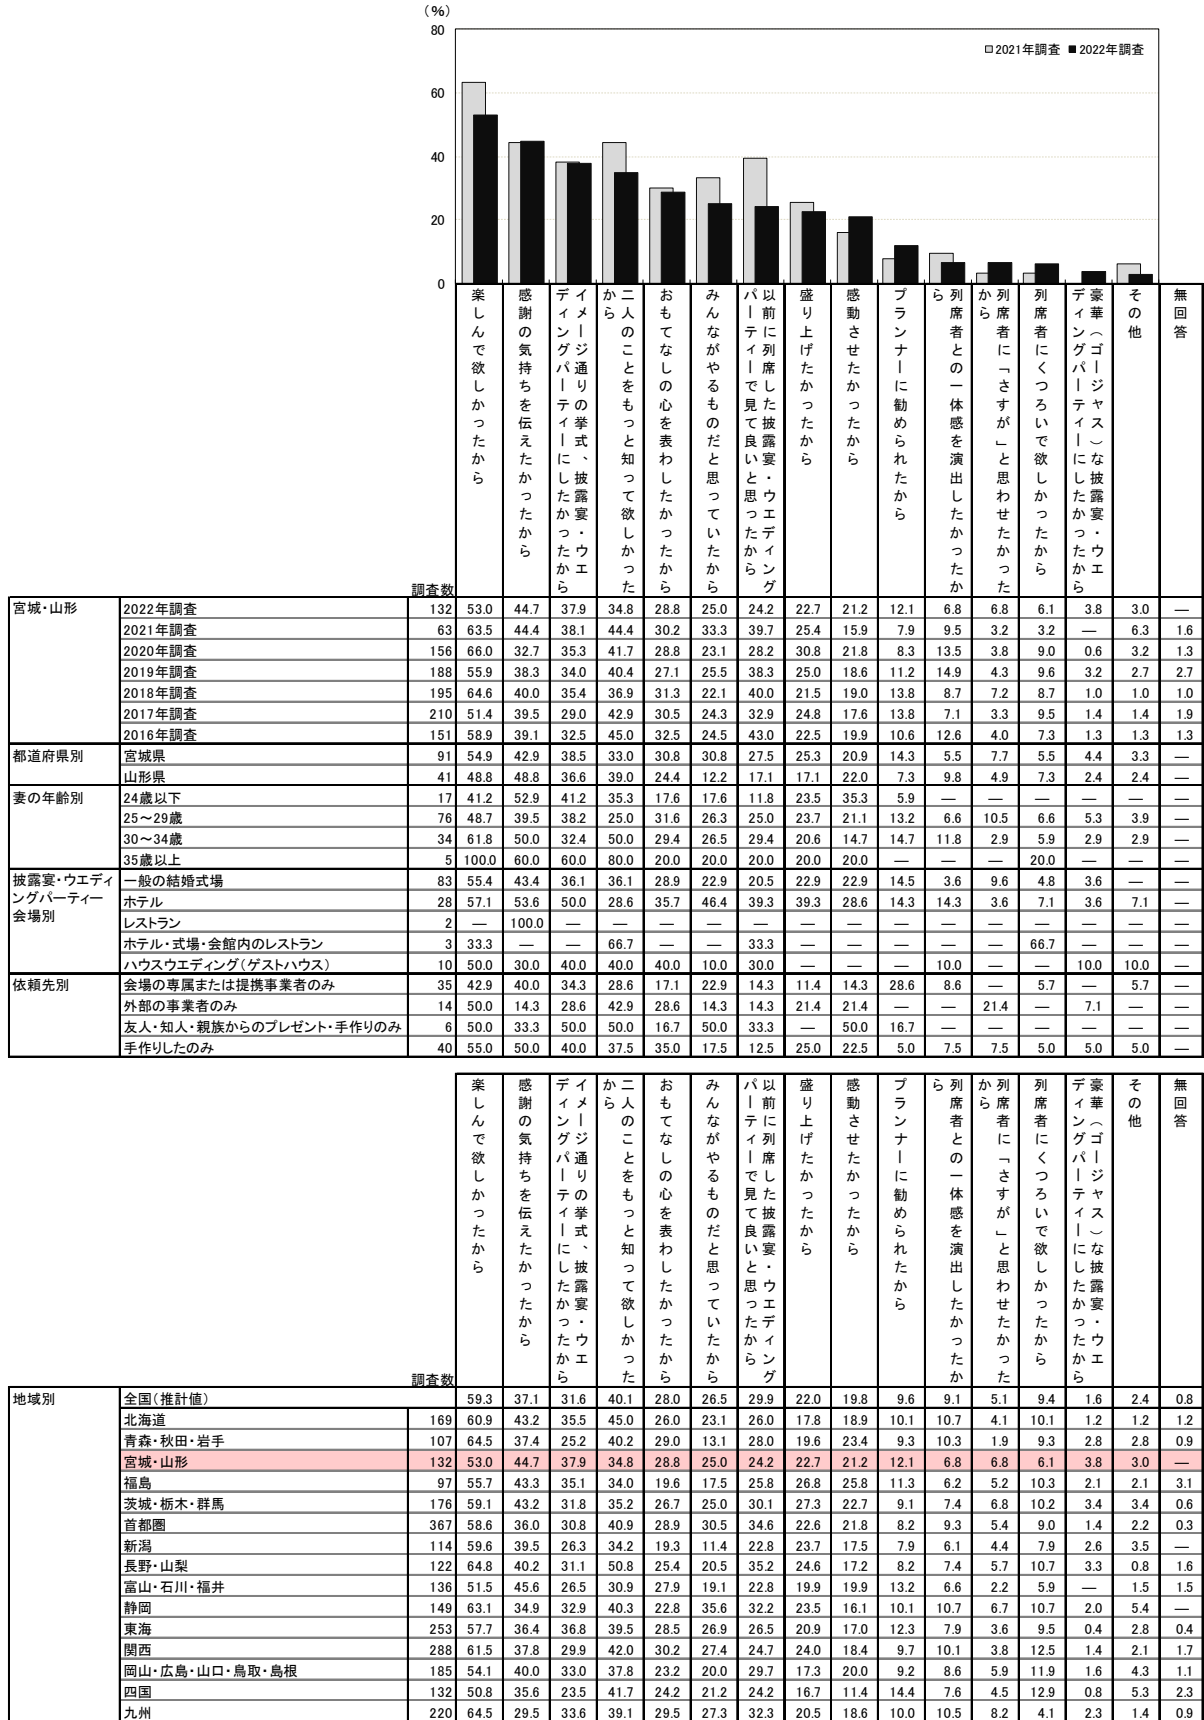 (%)
80
□2021年調査 ■2022年調査
60
40
20
0
調査数
楽しんで欲しかったから
感謝の気持ちを伝えたかったから
イメージ通りの挙式、披露宴・ウエ
ディングパーティーにしたかったから
二人のことをもっと知って欲しかった
から
おもてなしの心を表わしたかったから
みんながやるものだと思っていたから
以前に列席した披露宴・ウエディング
パーティーで見て良いと思ったから
盛り上げたかったから
感動させたかったから
プランナーに勧められたから
列席者との一体感を演出したかったか
ら
列席者に「さすが」と思わせたかった
から
列席者にくつろいで欲しかったから
豪華(ゴージャス)な披露宴・ウエ
ディングパーティーにしたかったから
その他
無回答
宮城・山形 2022年調査 132 53.0 44.7 37.9 34.8 28.8 25.0 24.2 22.7 21.2 12.1 6.8 6.8 6.1 3.8 3.0 —
2021年調査 63 63.5 44.4 38.1 44.4 30.2 33.3 39.7 25.4 15.9 7.9 9.5 3.2 3.2 — 6.3 1.6
2020年調査 156 66.0 32.7 35.3 41.7 28.8 23.1 28.2 30.8 21.8 8.3 13.5 3.8 9.0 0.6 3.2 1.3
2019年調査 188 55.9 38.3 34.0 40.4 27.1 25.5 38.3 25.0 18.6 11.2 14.9 4.3 9.6 3.2 2.7 2.7
2018年調査 195 64.6 40.0 35.4 36.9 31.3 22.1 40.0 21.5 19.0 13.8 8.7 7.2 8.7 1.0 1.0 1.0
2017年調査 210 51.4 39.5 29.0 42.9 30.5 24.3 32.9 24.8 17.6 13.8 7.1 3.3 9.5 1.4 1.4 1.9
2016年調査 151 58.9 39.1 32.5 45.0 32.5 24.5 43.0 22.5 19.9 10.6 12.6 4.0 7.3 1.3 1.3 1.3
都道府県別 宮城県 91 54.9 42.9 38.5 33.0 30.8 30.8 27.5 25.3 20.9 14.3 5.5 7.7 5.5 4.4 3.3 —
山形県 41 48.8 48.8 36.6 39.0 24.4 12.2 17.1 17.1 22.0 7.3 9.8 4.9 7.3 2.4 2.4 —
妻の年齢別 24歳以下 17 41.2 52.9 41.2 35.3 17.6 17.6 11.8 23.5 35.3 5.9 — — — — — —
25～29歳 76 48.7 39.5 38.2 25.0 31.6 26.3 25.0 23.7 21.1 13.2 6.6 10.5 6.6 5.3 3.9 —
30～34歳 34 61.8 50.0 32.4 50.0 29.4 26.5 29.4 20.6 14.7 14.7 11.8 2.9 5.9 2.9 2.9 —
35歳以上 5 100.0 60.0 60.0 80.0 20.0 20.0 20.0 20.0 20.0 — — — 20.0 — — —
披露宴・ウエディ
ングパーティー
会場別
一般の結婚式場 83 55.4 43.4 36.1 36.1 28.9 22.9 20.5 22.9 22.9 14.5 3.6 9.6 4.8 3.6 — —
ホテル 28 57.1 53.6 50.0 28.6 35.7 46.4 39.3 39.3 28.6 14.3 14.3 3.6 7.1 3.6 7.1 —
レストラン 2 — 100.0 — — — — — — — — — — — — — —
ホテル・式場・会館内のレストラン 3 33.3 — — 66.7 — — 33.3 — — — — — 66.7 — — —
ハウスウエディング(ゲストハウス) 10 50.0 30.0 40.0 40.0 40.0 10.0 30.0 — — — 10.0 — — 10.0 10.0 —
依頼先別 会場の専属または提携事業者のみ 35 42.9 40.0 34.3 28.6 17.1 22.9 14.3 11.4 14.3 28.6 8.6 — 5.7 — 5.7 —
外部の事業者のみ 14 50.0 14.3 28.6 42.9 28.6 14.3 14.3 21.4 21.4 — — 21.4 — 7.1 — —
友人・知人・親族からのプレゼント・手作りのみ 6 50.0 33.3 50.0 50.0 16.7 50.0 33.3 — 50.0 16.7 — — — — — —
手作りしたのみ 40 55.0 50.0 40.0 37.5 35.0 17.5 12.5 25.0 22.5 5.0 7.5 7.5 5.0 5.0 5.0 —
調査数
楽しんで欲しかったから
感謝の気持ちを伝えたかったから
イメージ通りの挙式、披露宴・ウエ
ディングパーティーにしたかったから
二人のことをもっと知って欲しかった
から
おもてなしの心を表わしたかったから
みんながやるものだと思っていたから
以前に列席した披露宴・ウエディング
パーティーで見て良いと思ったから
盛り上げたかったから
感動させたかったから
プランナーに勧められたから
列席者との一体感を演出したかったか
ら
列席者に「さすが」と思わせたかった
から
列席者にくつろいで欲しかったから
豪華(ゴージャス)な披露宴・ウエ
ディングパーティーにしたかったから
その他
無回答
地域別 全国(推計値) 59.3 37.1 31.6 40.1 28.0 26.5 29.9 22.0 19.8 9.6 9.1 5.1 9.4 1.6 2.4 0.8
北海道 169 60.9 43.2 35.5 45.0 26.0 23.1 26.0 17.8 18.9 10.1 10.7 4.1 10.1 1.2 1.2 1.2
青森・秋田・岩手 107 64.5 37.4 25.2 40.2 29.0 13.1 28.0 19.6 23.4 9.3 10.3 1.9 9.3 2.8 2.8 0.9
宮城・山形 132 53.0 44.7 37.9 34.8 28.8 25.0 24.2 22.7 21.2 12.1 6.8 6.8 6.1 3.8 3.0 —
福島 97 55.7 43.3 35.1 34.0 19.6 17.5 25.8 26.8 25.8 11.3 6.2 5.2 10.3 2.1 2.1 3.1
茨城・栃木・群馬 176 59.1 43.2 31.8 35.2 26.7 25.0 30.1 27.3 22.7 9.1 7.4 6.8 10.2 3.4 3.4 0.6
首都圏 367 58.6 36.0 30.8 40.9 28.9 30.5 34.6 22.6 21.8 8.2 9.3 5.4 9.0 1.4 2.2 0.3
新潟 114 59.6 39.5 26.3 34.2 19.3 11.4 22.8 23.7 17.5 7.9 6.1 4.4 7.9 2.6 3.5 —
長野・山梨 122 64.8 40.2 31.1 50.8 25.4 20.5 35.2 24.6 17.2 8.2 7.4 5.7 10.7 3.3 0.8 1.6
富山・石川・福井 136 51.5 45.6 26.5 30.9 27.9 19.1 22.8 19.9 19.9 13.2 6.6 2.2 5.9 — 1.5 1.5
静岡 149 63.1 34.9 32.9 40.3 22.8 35.6 32.2 23.5 16.1 10.1 10.7 6.7 10.7 2.0 5.4 —
東海 253 57.7 36.4 36.8 39.5 28.5 26.9 26.5 20.9 17.0 12.3 7.9 3.6 9.5 0.4 2.8 0.4
関西 288 61.5 37.8 29.9 42.0 30.2 27.4 24.7 24.0 18.4 9.7 10.1 3.8 12.5 1.4 2.1 1.7
岡山・広島・山口・鳥取・島根 185 54.1 40.0 33.0 37.8 23.2 20.0 29.7 17.3 20.0 9.2 8.6 5.9 11.9 1.6 4.3 1.1
四国 132 50.8 35.6 23.5 41.7 24.2 21.2 24.2 16.7 11.4 14.4 7.6 4.5 12.9 0.8 5.3 2.3
九州 220 64.5 29.5 33.6 39.1 29.5 27.3 32.3 20.5 18.6 10.0 10.5 8.2 4.1 2.3 1.4 0.9